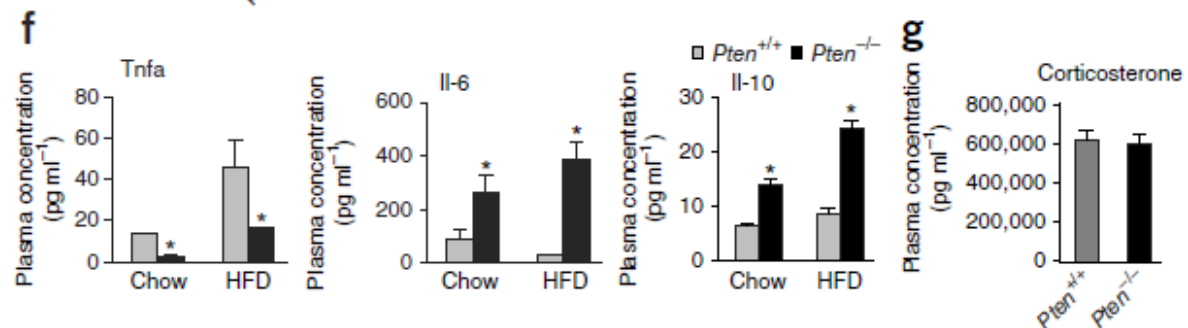 f
Pten+/+ Pten−/−
Tnfa
Plasma concentration
(pg ml−1)
80
60
40
20
0
*
*
Chow HFD
Il-6
Plasma concentration
(pg ml−1)
600
400
200
0
*
*
Chow HFD
Il-10
Plasma concentration
(pg ml−1)
30
20
10
0
*
*
Chow HFD
g
Corticosterone
Plasma concentration
(pg ml−1)
800,000
600,000
400,000
200,000
0
Pten+/+
Pten−/−